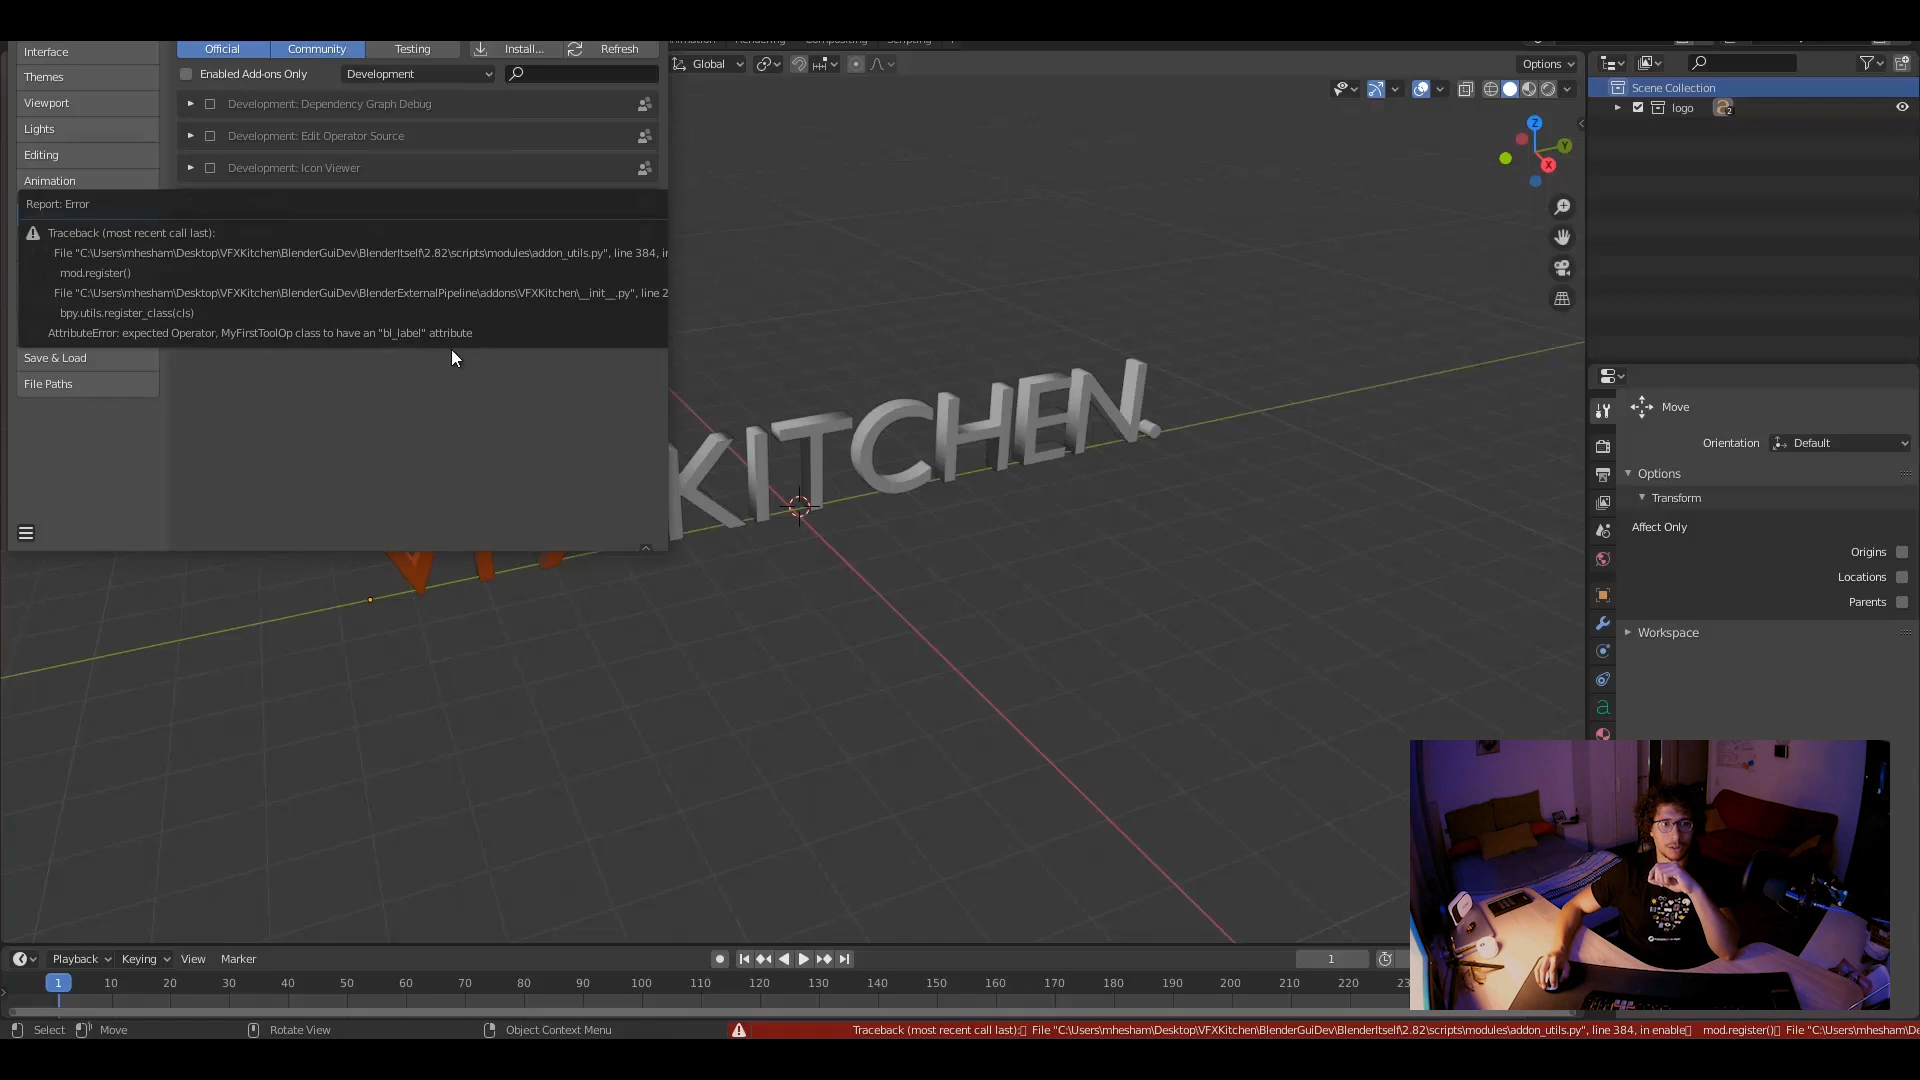 Interface
Themes
Viewport
Lights
Editing
Animation
Save & Load
File Paths
Official Community Testing Install... Refresh
Enabled Add-ons Only Development
Development: Dependency Graph Debug
Development: Edit Operator Source
Development: Icon Viewer
Report: Error
Traceback (most recent call last):
File "C:\Users\mhesham\Desktop\VFXKitchen\BlenderGuiDev\BlenderItself\2.82\scripts\modules\addon_utils.py", line 384, in
mod.register()
File "C:\Users\mhesham\Desktop\VFXKitchen\BlenderGuiDev\BlenderExternalPipeline\addons\VFXKitchen\__init__.py", line 2
bpy.utils.register_class(cls)
AttributeError: expected Operator, MyFirstToolOp class to have an "bl_label" attribute
Global
Options
Z
Y
X
KITCHEN.
Scene Collection
logo 2
Move
Orientation Default
Options
Transform
Affect Only
Origins
Locations
Parents
Workspace
Playback Keying View Marker 1
1 10 20 30 40 50 60 70 80 90 100 110 120 130 140 150 160 170 180 190 200 210 220
Select Move Rotate View Object Context Menu Traceback (most recent call last): File "C:\Users\mhesham\Desktop\VFXKitchen\BlenderGuiDev\BlenderItself\2.82\scripts\modules\addon_utils.py", line 384, in enable mod.register() File "C:\Users\mhesham\Desktop\VFXKitchen\BlenderGuiDe